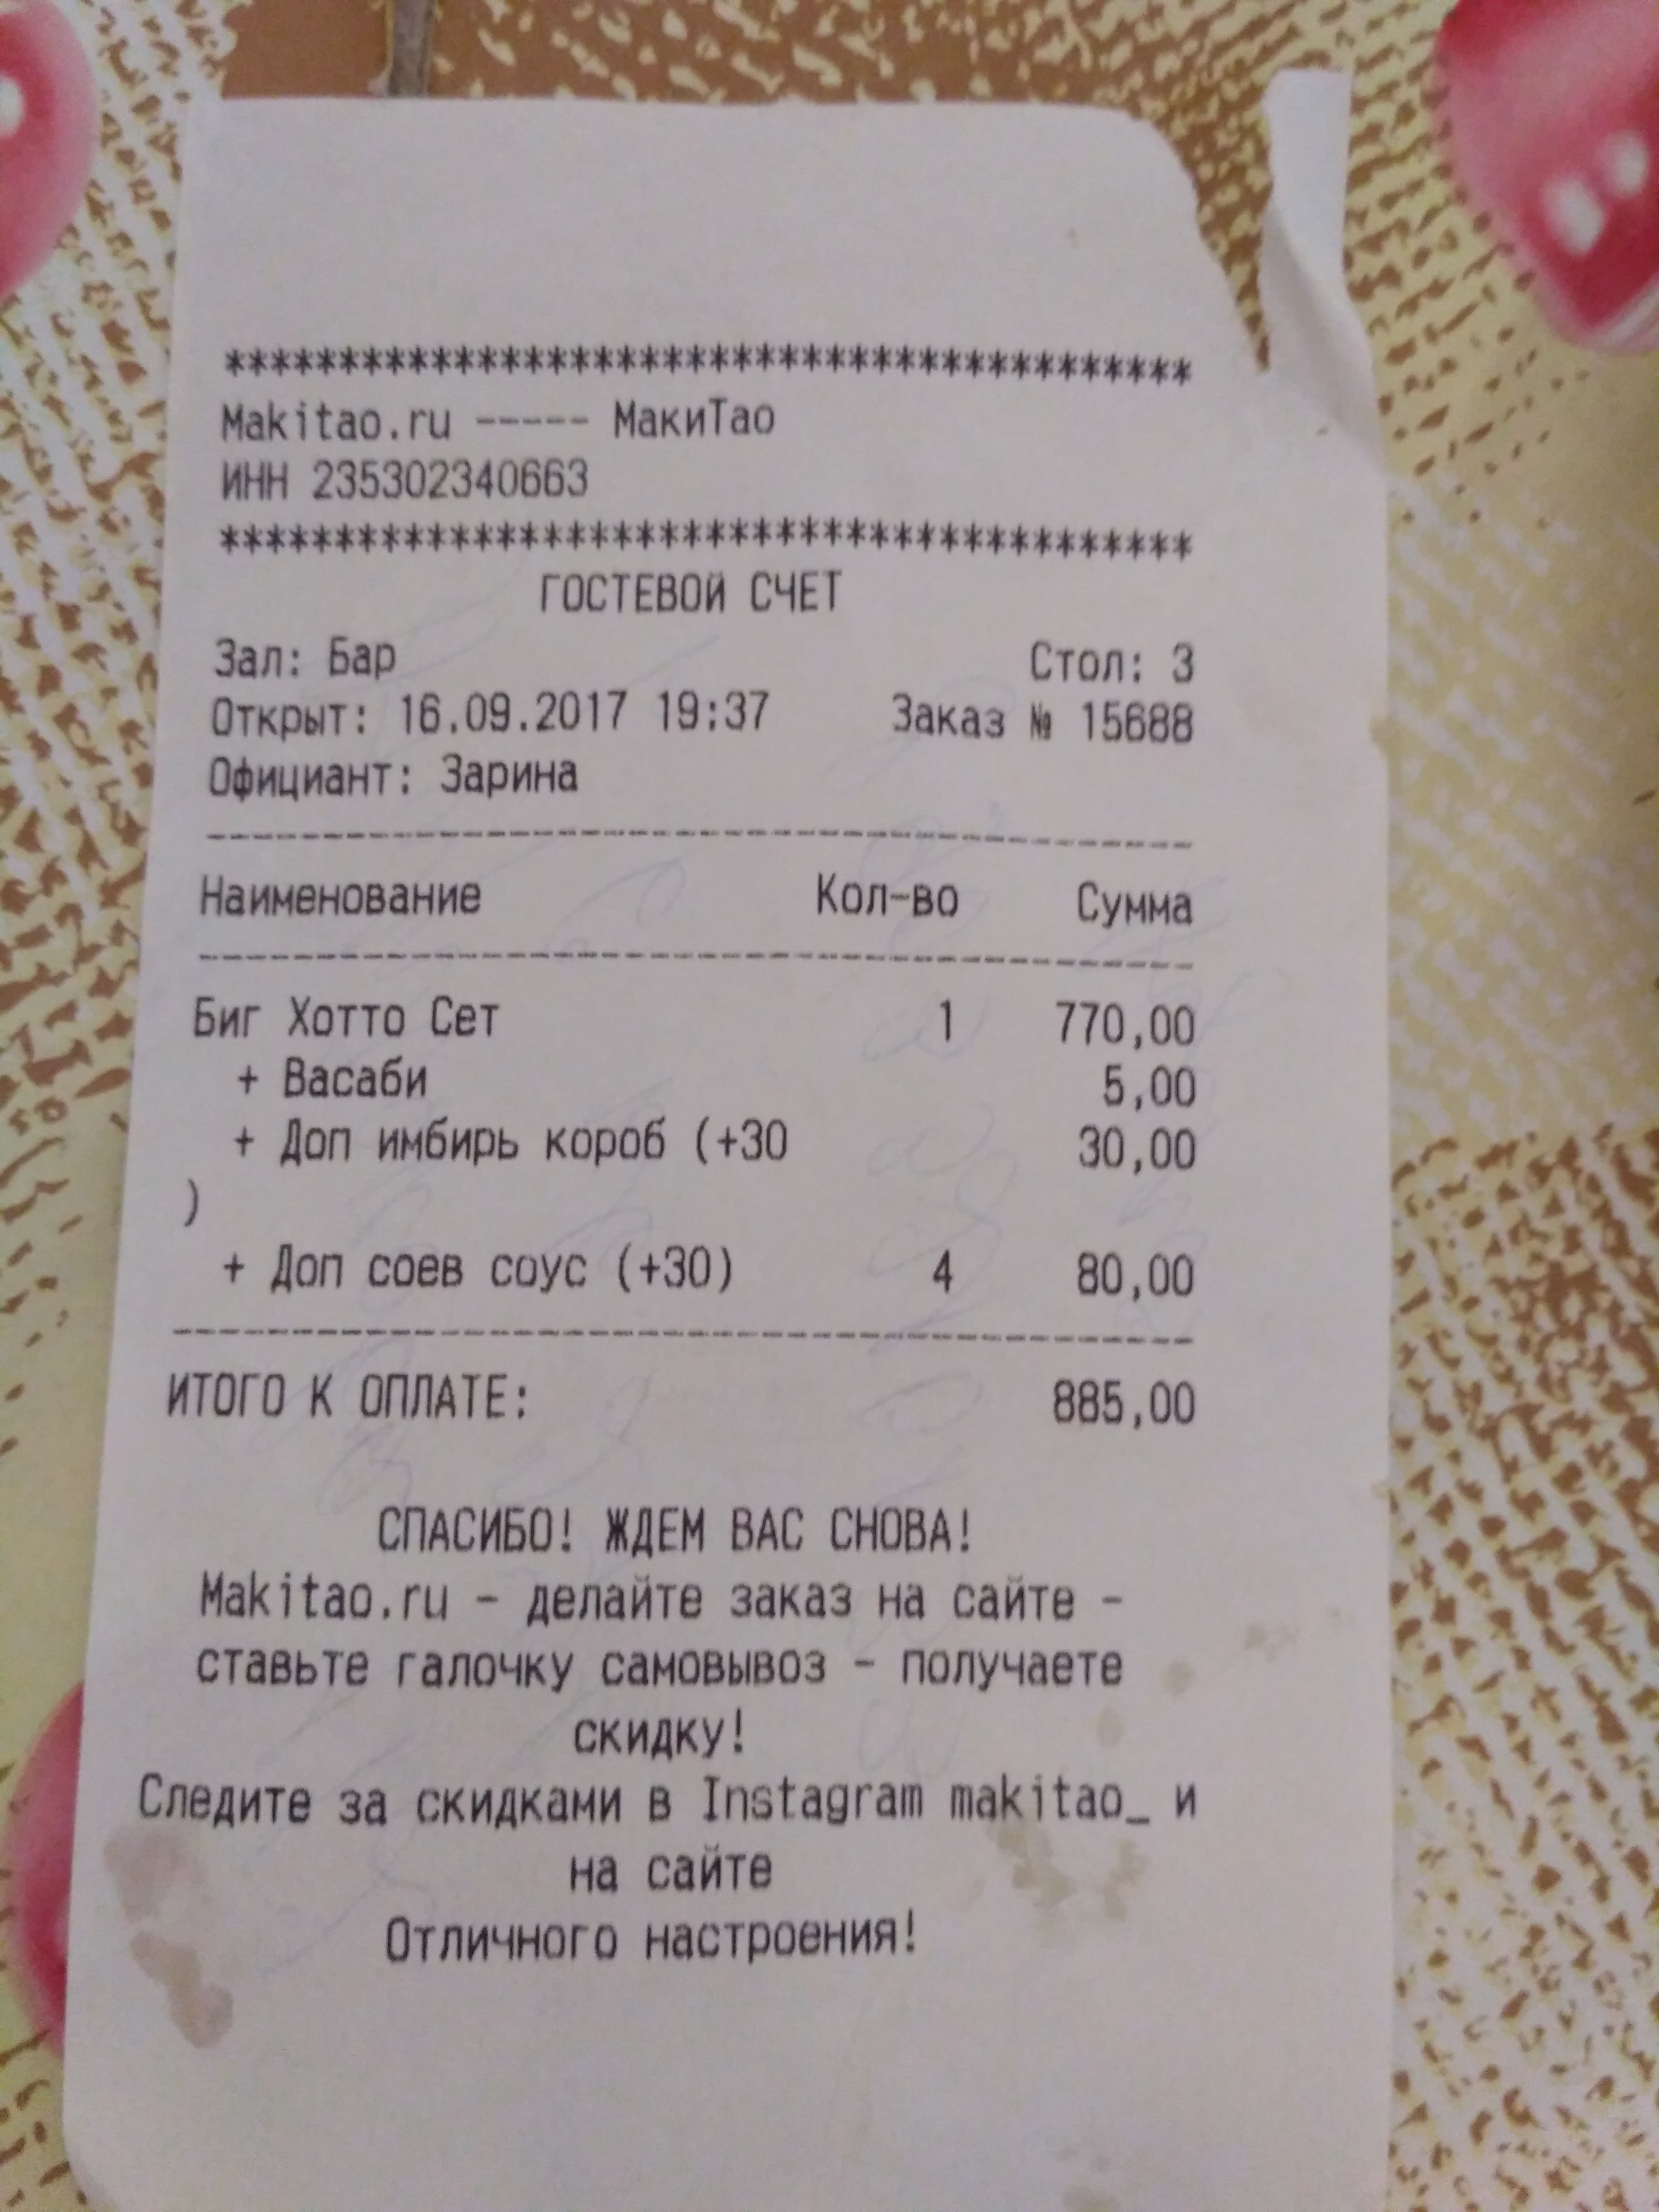 ******************************************
Makitao.ru ----- МакиТао
ИНН 235302340663
******************************************
ГОСТЕВОЙ СЧЕТ
Зал: Бар Стол: 3
Открыт: 16.09.2017 19:37 Заказ № 15688
Официант: Зарина
Наименование Кол-во Сумма
Биг Хотто Сет 1 770,00
+ Васаби 5,00
+ Доп имбирь короб (+30 30,00
)
+ Доп соев соус (+30) 4 80,00
ИТОГО К ОПЛАТЕ: 885,00
СПАСИБО! ЖДЕМ ВАС СНОВА!
Makitao.ru - делайте заказ на сайте -
ставьте галочку самовывоз - получаете
скидку!
Следите за скидками в Instagram makitao_ и
на сайте
Отличного настроения!